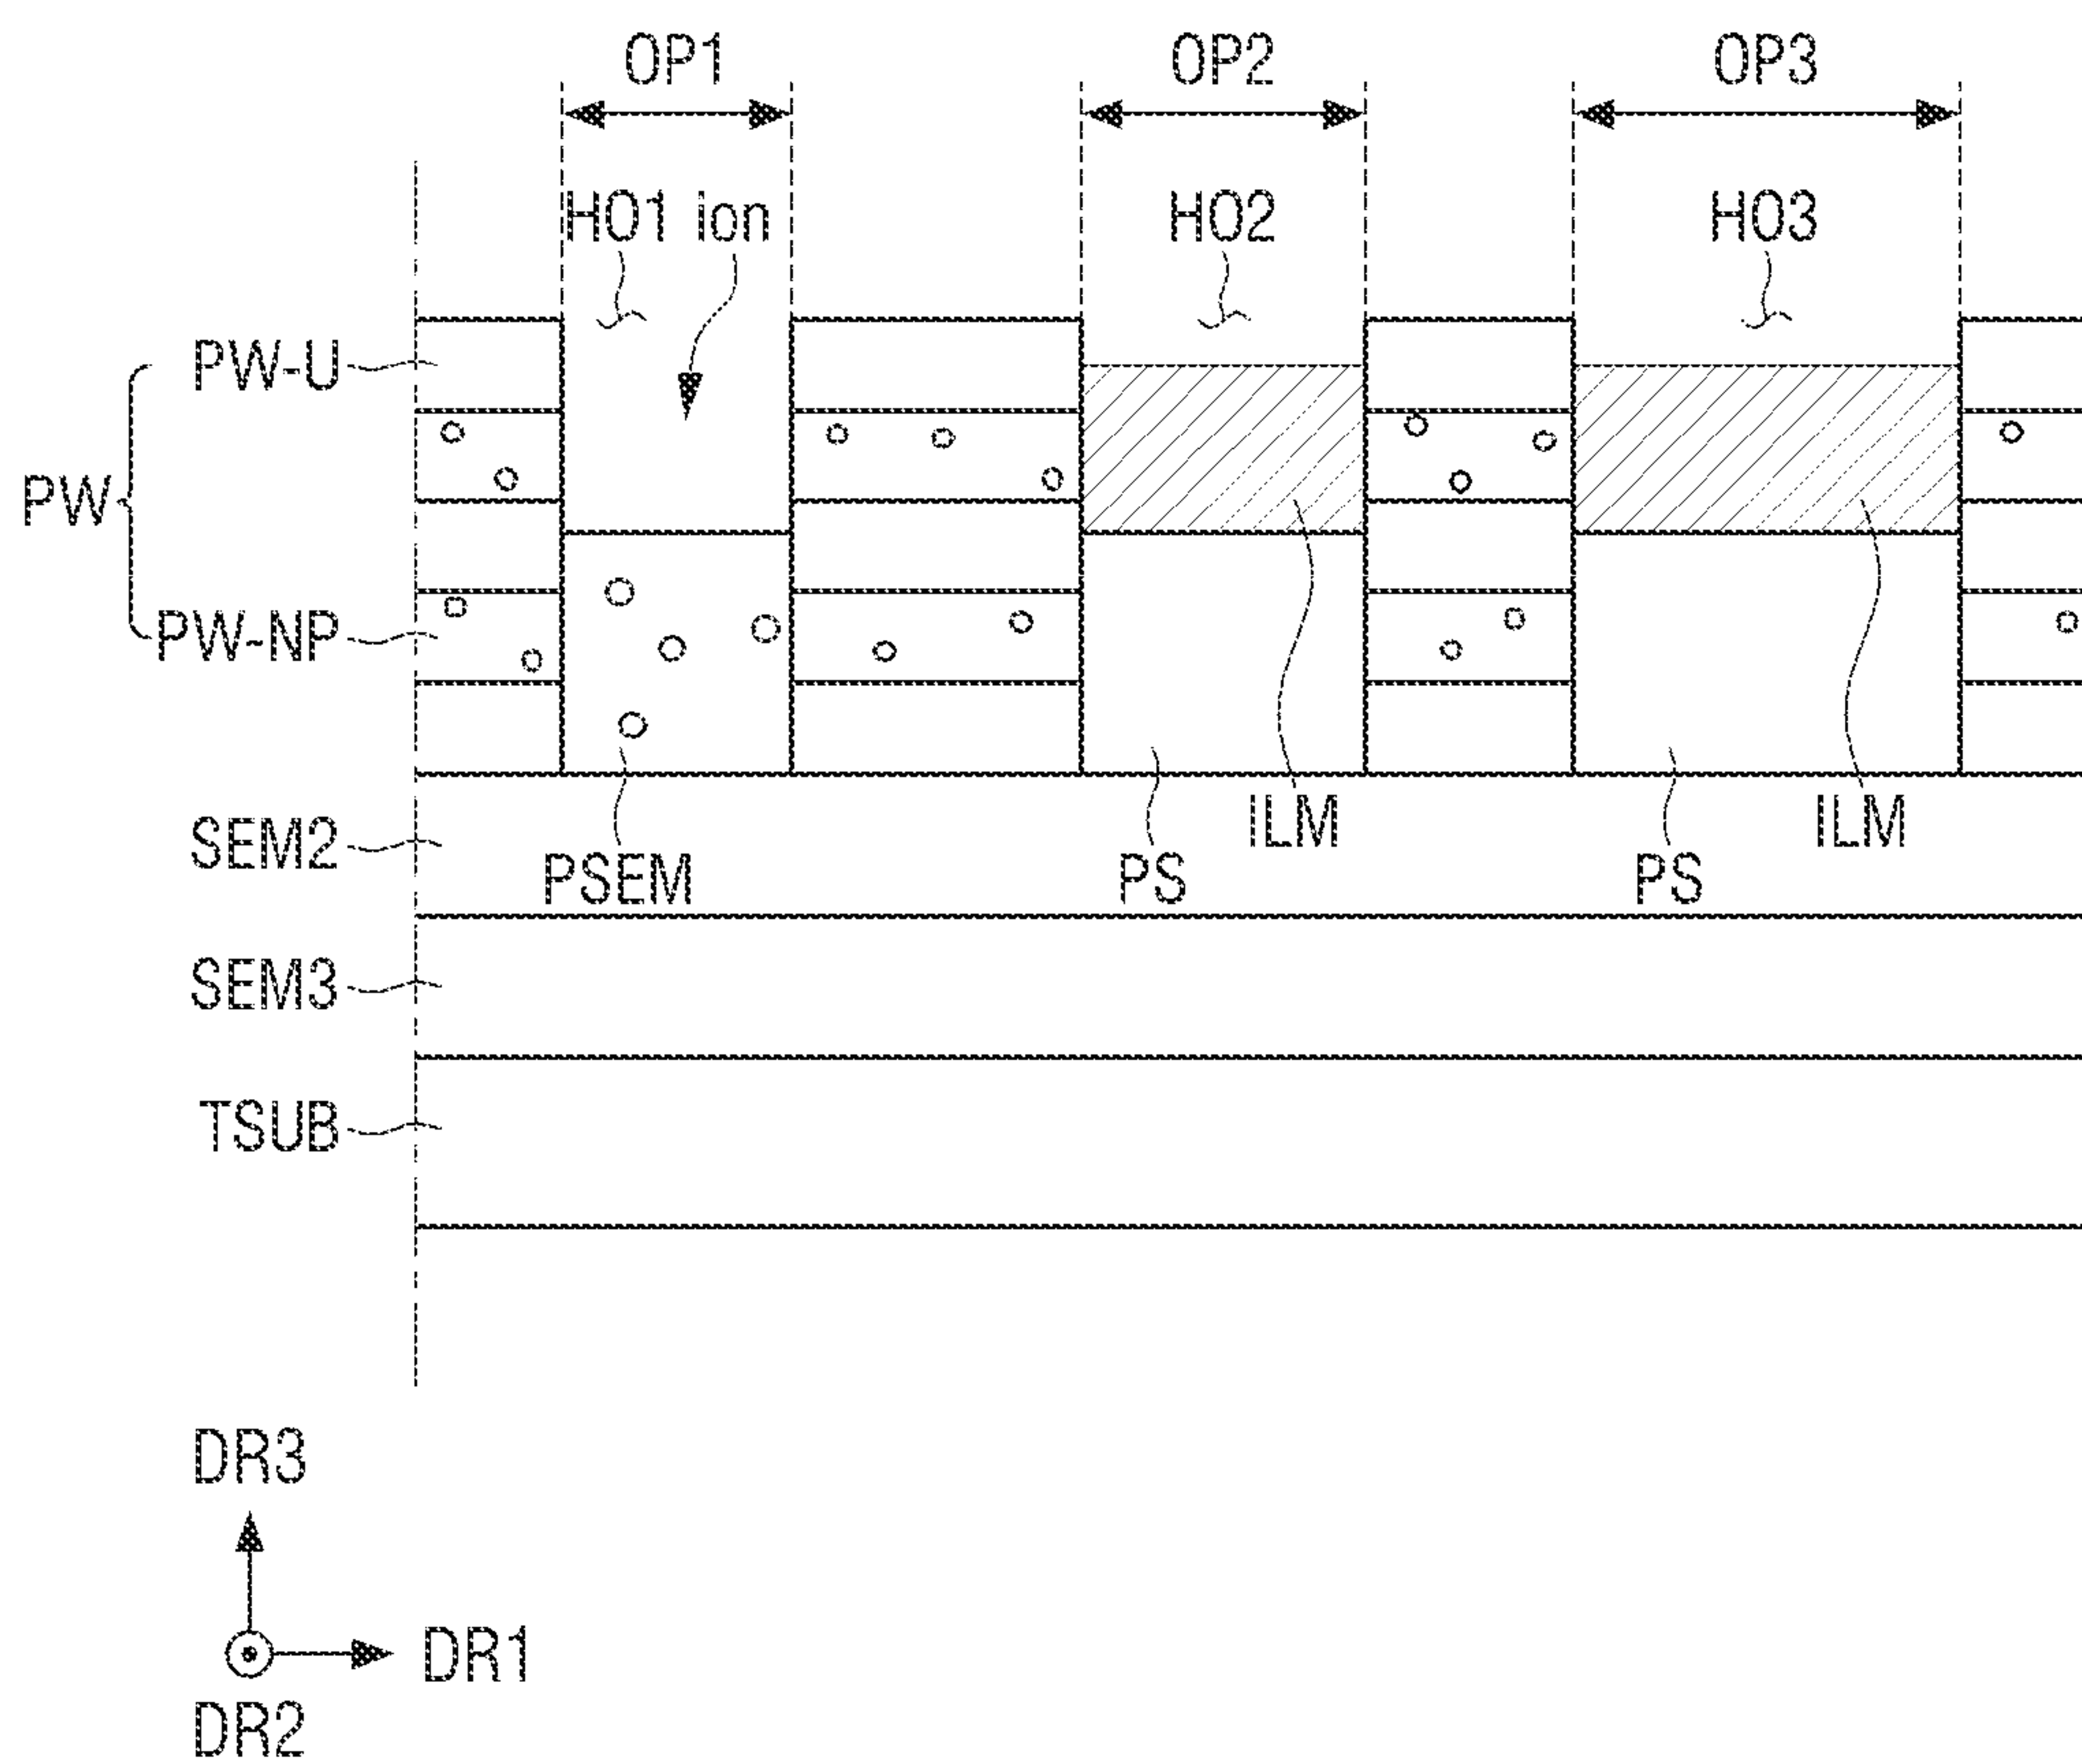 OP1 OP2 OP3
HO1 ion HO2 HO3
PW-U
PW
PW-NP
SEM2 ILM ILM
PSEM PS PS
SEM3
TSUB
DR3
DR1
DR2